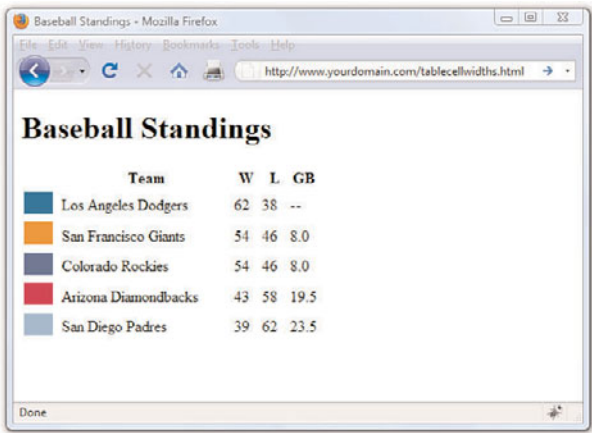 Baseball Standings - Mozilla Firefox
File Edit View History Bookmarks Tools Help
http://www.yourdomain.com/tablecellwidths.html
Baseball Standings
Team W L GB
Los Angeles Dodgers 62 38 --
San Francisco Giants 54 46 8.0
Colorado Rockies 54 46 8.0
Arizona Diamondbacks 43 58 19.5
San Diego Padres 39 62 23.5
Done